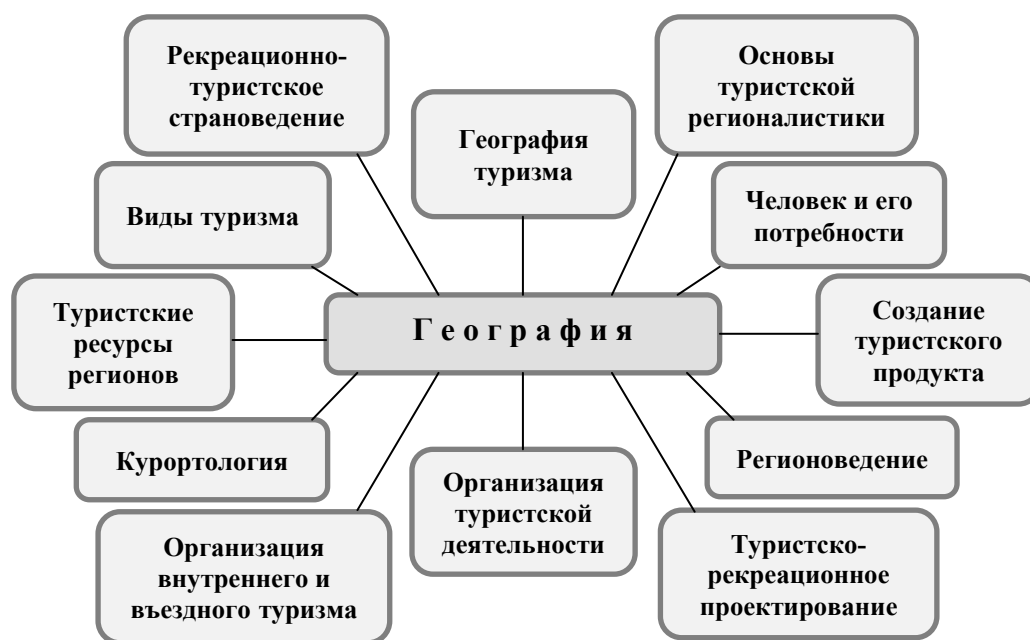 Рекреационно-
туристское
страноведение
География
туризма
Основы
туристской
регионалистики
Виды туризма
Человек и его
потребности
Туристские
ресурсы
регионов
География
Создание
туристского
продукта
Курортология
Организация
туристской
деятельности
Регионоведение
Организация
внутреннего и
въездного туризма
Туристско-
рекреационное
проектирование